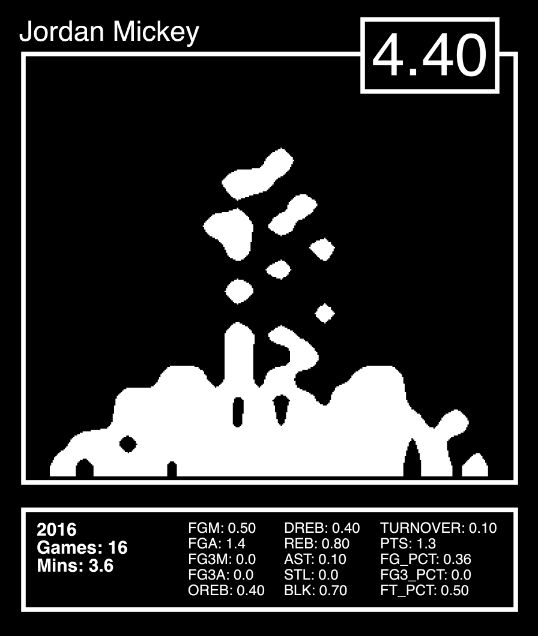 Jordan Mickey
4.40
2016
Games: 16
Mins: 3.6
FGM: 0.50
FGA: 1.4
FG3M: 0.0
FG3A: 0.0
OREB: 0.40
DREB: 0.40
REB: 0.80
AST: 0.10
STL: 0.0
BLK: 0.70
TURNOVER: 0.10
PTS: 1.3
FG_PCT: 0.36
FG3_PCT: 0.0
FT_PCT: 0.50